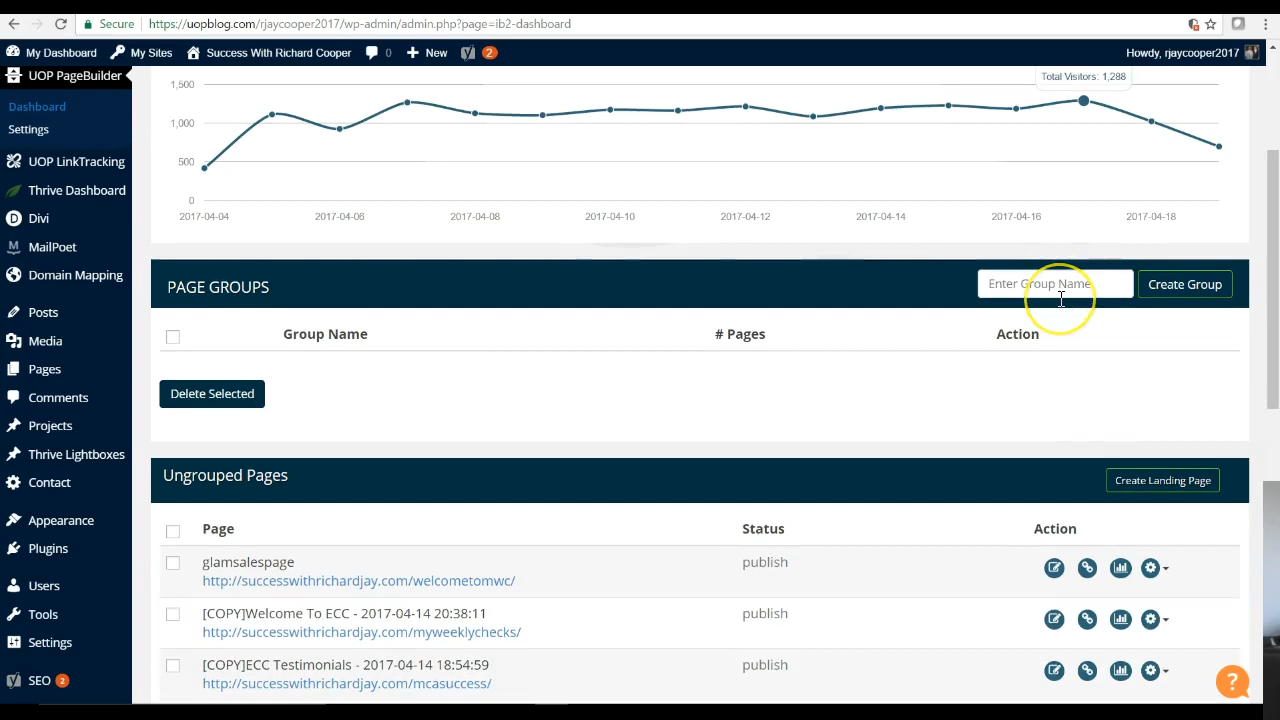 Secure
https://uopblog.com/rjaycooper2017/wp-admin/admin.php?page=ib2-dashboard
My Dashboard
My Sites
Success With Richard Cooper
0
New
2
Howdy, rjaycooper2017
UOP PageBuilder
Dashboard
Settings
UOP LinkTracking
Thrive Dashboard
Divi
MailPoet
Domain Mapping
Posts
Media
Pages
Comments
Projects
Thrive Lightboxes
Contact
Appearance
Plugins
Users
Tools
Settings
SEO 2
Total Visitors: 1,288
1,500
1,000
500
0
2017-04-04
2017-04-06
2017-04-08
2017-04-10
2017-04-12
2017-04-14
2017-04-16
2017-04-18
PAGE GROUPS
Enter Group Name
Create Group
Group Name
# Pages
Action
Delete Selected
Ungrouped Pages
Create Landing Page
Page
Status
Action
glamsalespage
publish
http://successwithrichardjay.com/welcometomwc/
[COPY]Welcome To ECC - 2017-04-14 20:38:11
publish
http://successwithrichardjay.com/myweeklychecks/
[COPY]ECC Testimonials - 2017-04-14 18:54:59
publish
http://successwithrichardjay.com/mcasuccess/
?